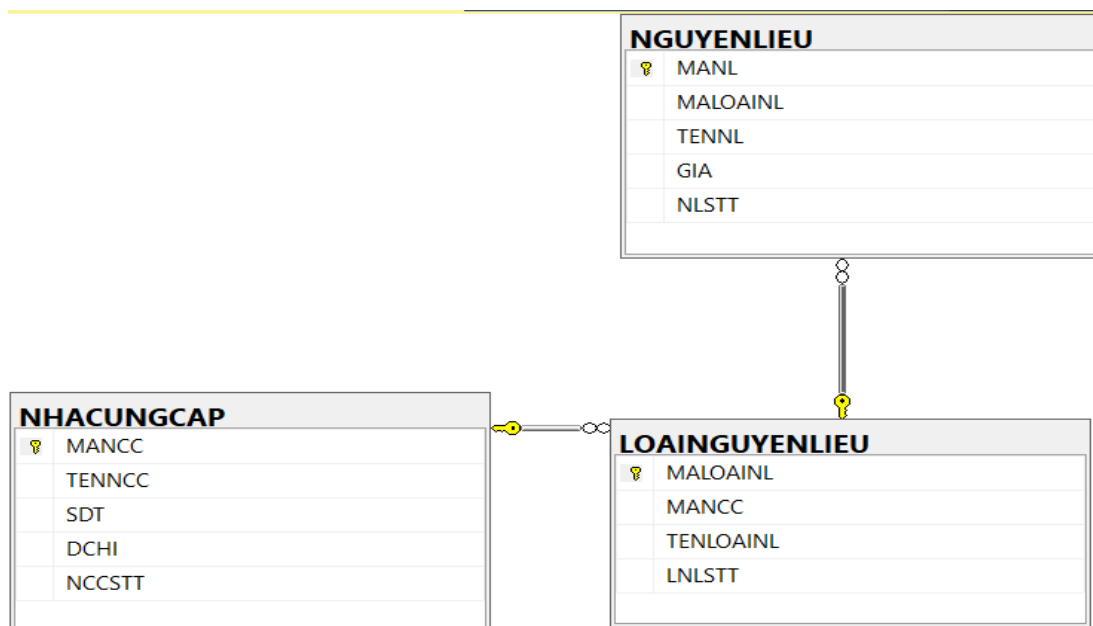 NGUYENLIEU
MANL
MALOAINL
TENNL
GIA
NLSTT
NHACUNGCAP
MANCC
TENNCC
SDT
DCHI
NCCSTT
LOAINGUYENLIEU
MALOAINL
MANCC
TENLOAINL
LNLSTT